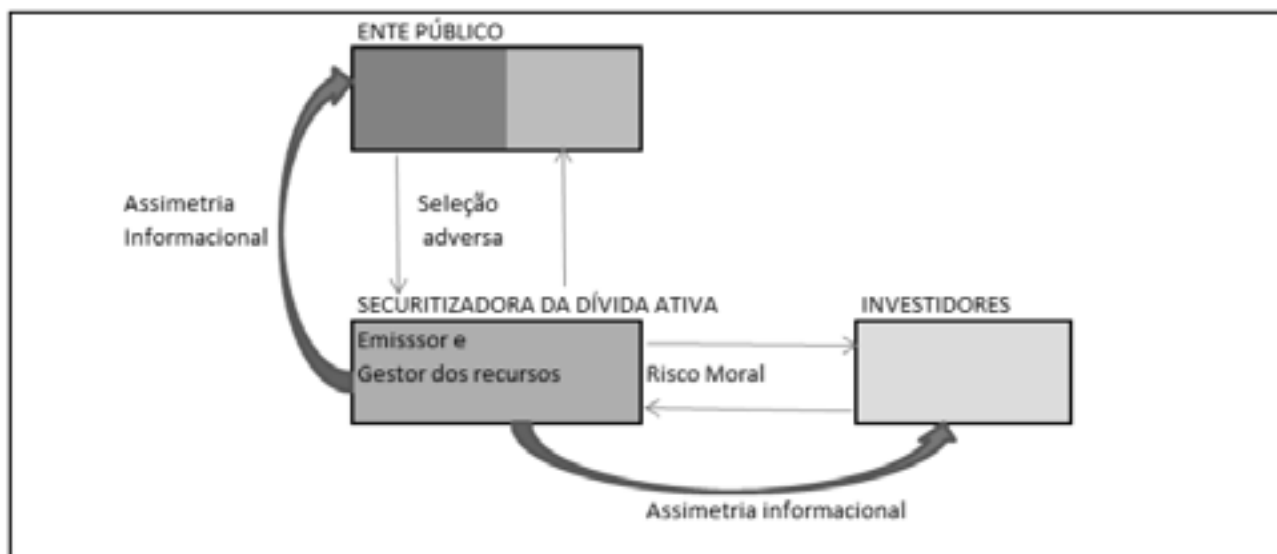 ENTE PÚBLICO
Assimetria
Informacional
Seleção
adversa
SECURITIZADORA DA DÍVIDA ATIVA
INVESTIDORES
Emisssor e
Gestor dos recursos
Risco Moral
Assimetria informacional